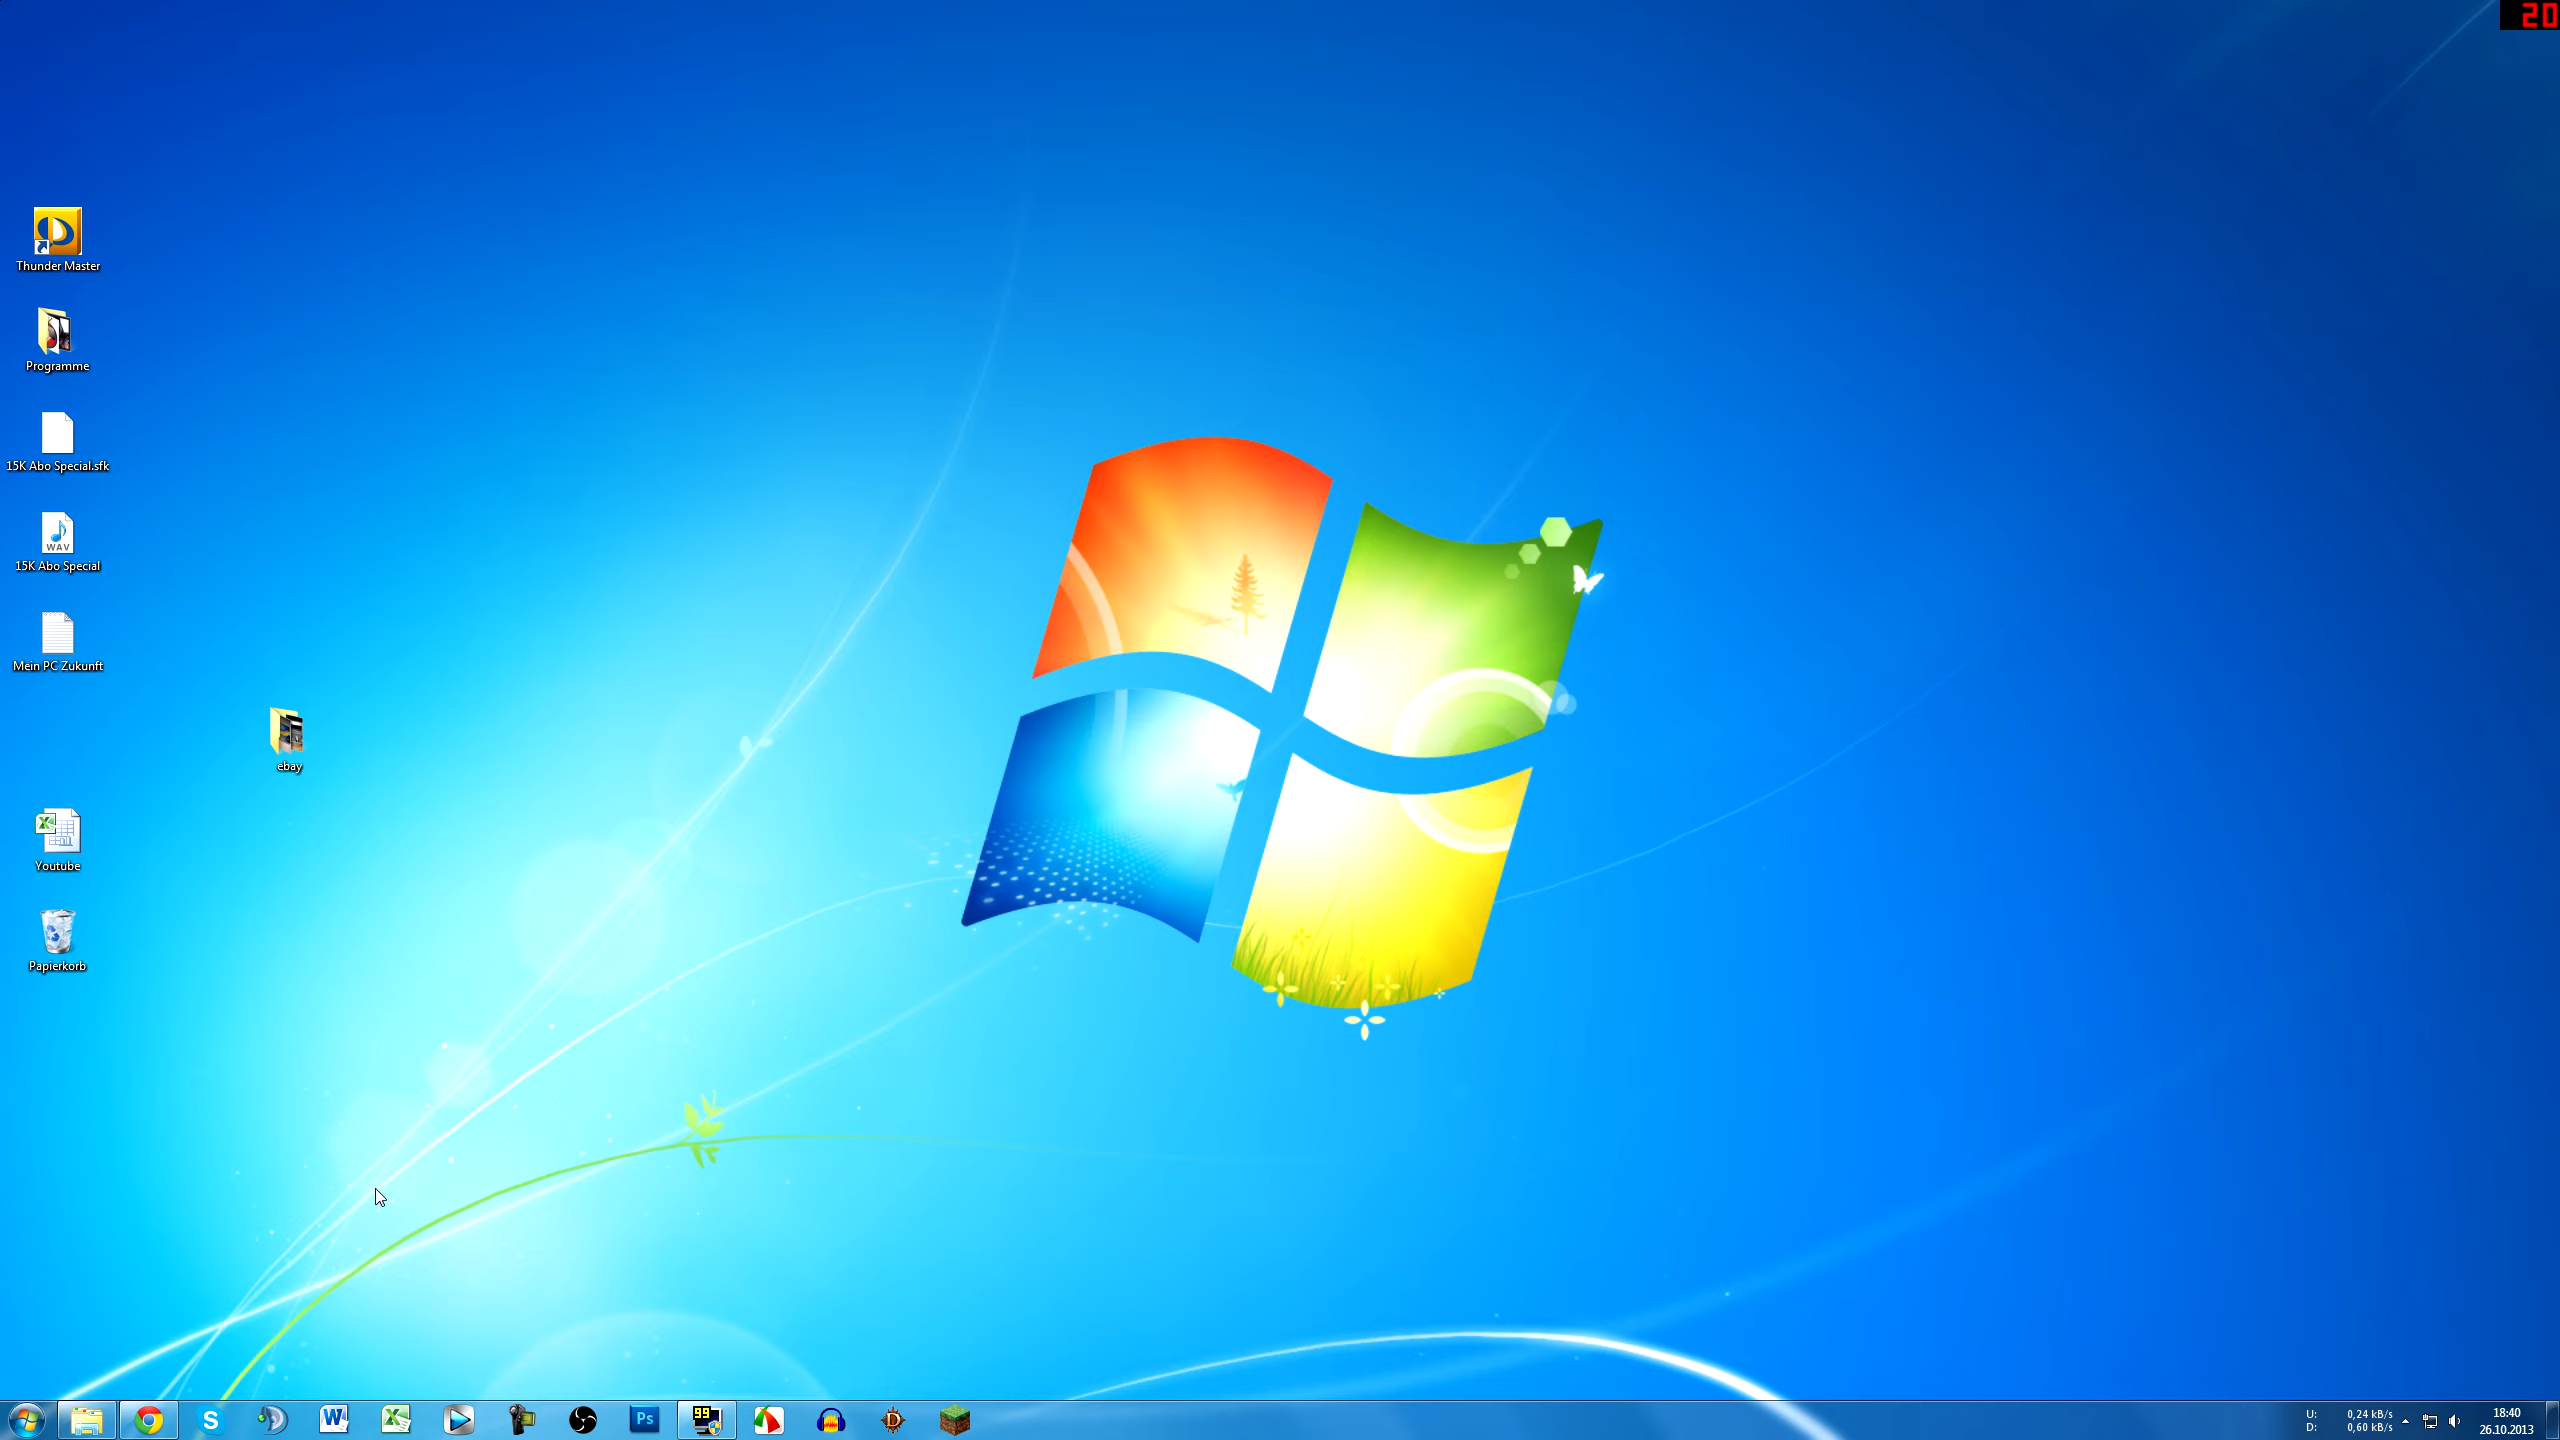 20
Thunder Master
Programme
15K Abo Special.sfk
WAV
15K Abo Special
Mein PC Zukunft
ebay
Youtube
Papierkorb
S
W
X
Ps
99
D
U: 0,24 kB/s
D: 0,60 kB/s
18:40
26.10.2013